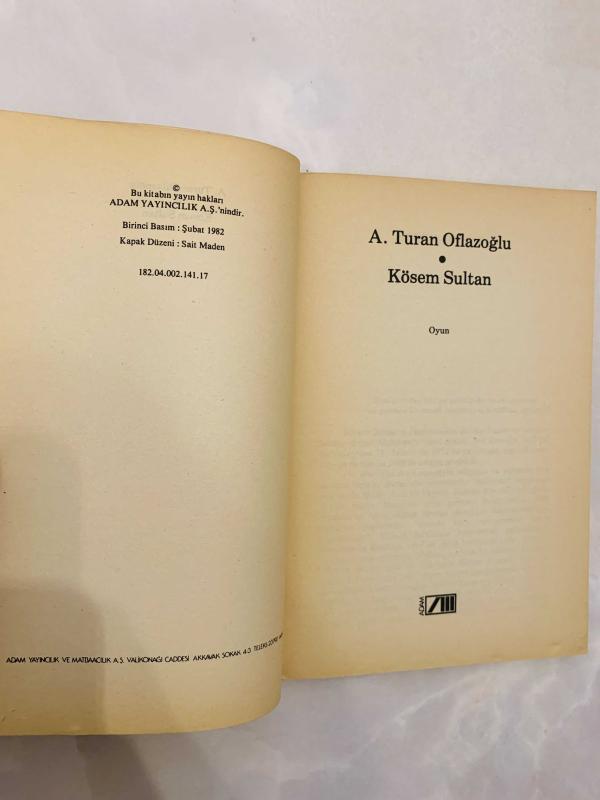 ©
Bu kitabın yayın hakları
ADAM YAYINCILIK A.Ş.'nindir.
Birinci Basım : Şubat 1982
Kapak Düzeni : Sait Maden
182.04.002.141.17
ADAM YAYINCILIK VE MATBAACILIK A.Ş. VALİKONAĞI CADDESİ AKKAVAK SOKAK 4-3
A. Turan Oflazoğlu
●
Kösem Sultan
Oyun
ADAM